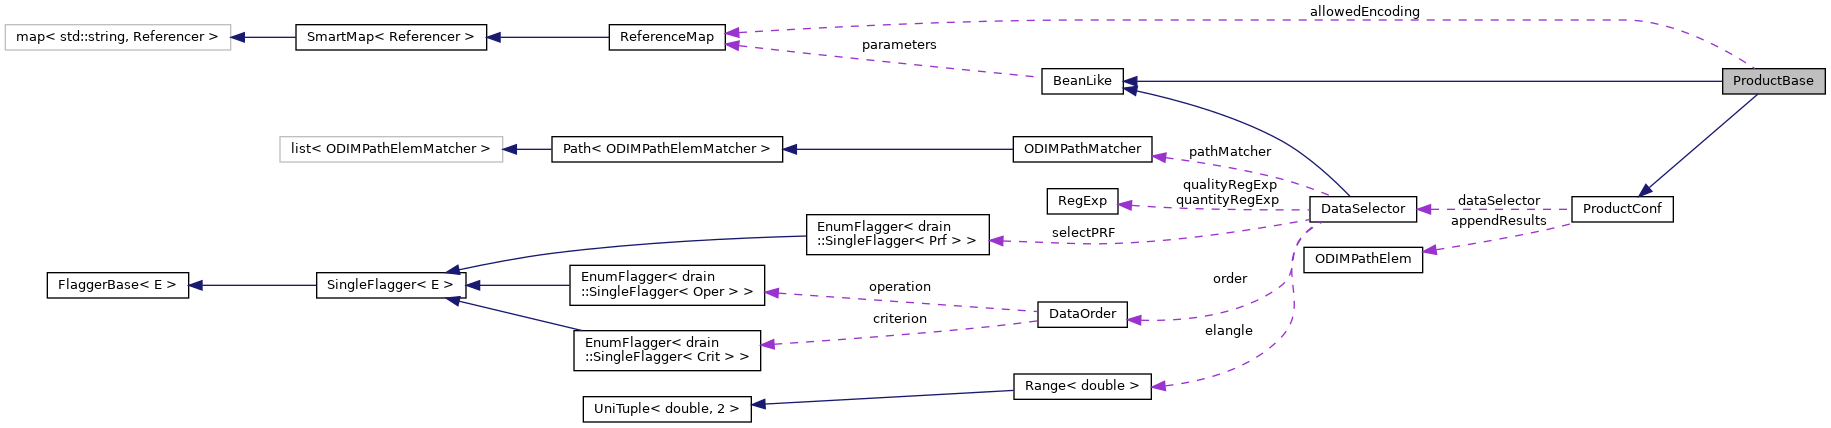 allowedEncoding
map< std::string, Referencer >
SmartMap< Referencer >
ReferenceMap
parameters
BeanLike
ProductBase
list< ODIMPathElemMatcher >
Path< ODIMPathElemMatcher >
ODIMPathMatcher
pathMatcher
qualityRegExp
quantityRegExp
RegExp
DataSelector
dataSelector
appendResults
ProductConf
EnumFlagger< drain
::SingleFlagger< Prf > >
selectPRF
ODIMPathElem
FlaggerBase< E >
SingleFlagger< E >
EnumFlagger< drain
::SingleFlagger< Oper > >
operation
order
DataOrder
criterion
elangle
EnumFlagger< drain
::SingleFlagger< Crit > >
Range< double >
UniTuple< double, 2 >